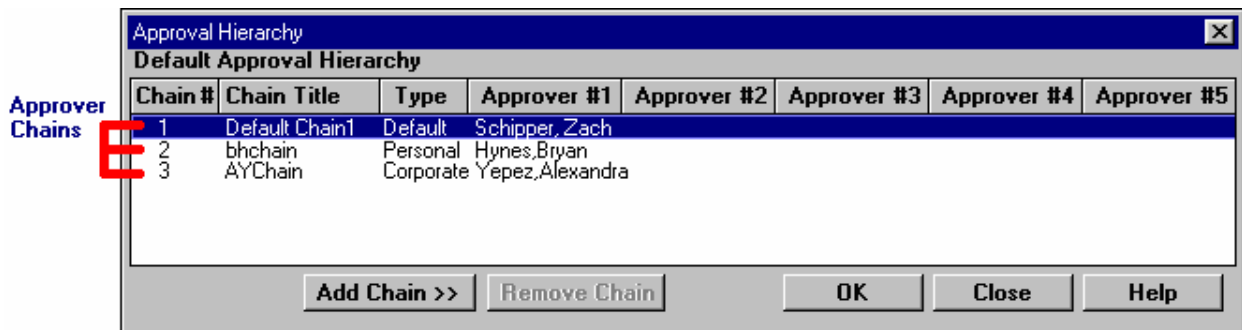 Approval Hierarchy
Default Approval Hierarchy
Approver Chains
Chain # Chain Title Type Approver #1 Approver #2 Approver #3 Approver #4 Approver #5
1 Default Chain1 Default Schipper, Zach
2 bhchain Personal Hynes,Bryan
3 AYChain Corporate Yepez,Alexandra
Add Chain >> Remove Chain OK Close Help